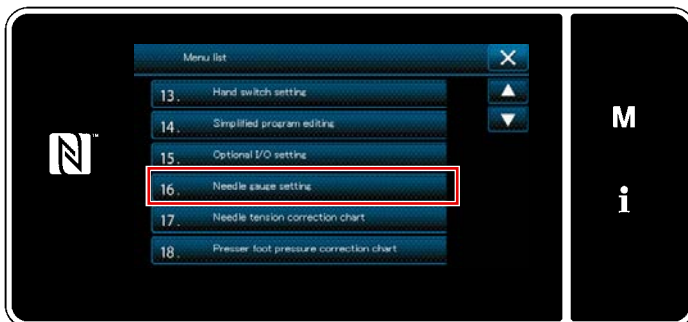 Menu list
13. Hand switch setting
14. Simplified program editing
15. Optional I/O setting
16. Needle gauge setting
17. Needle tension correction chart
18. Presser foot pressure correction chart
M
i